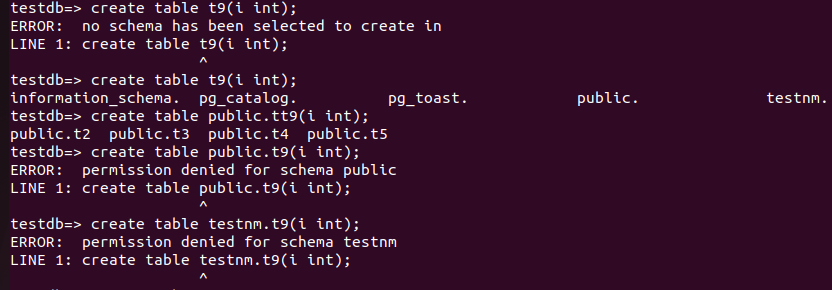 testdb=> create table t9(i int);
ERROR:  no schema has been selected to create in
LINE 1: create table t9(i int);
                     ^
testdb=> create table t9(i int);
information_schema.  pg_catalog.          pg_toast.            public.              testnm.
testdb=> create table public.tt9(i int);
public.t2  public.t3  public.t4  public.t5
testdb=> create table public.t9(i int);
ERROR:  permission denied for schema public
LINE 1: create table public.t9(i int);
                     ^
testdb=> create table testnm.t9(i int);
ERROR:  permission denied for schema testnm
LINE 1: create table testnm.t9(i int);
                     ^